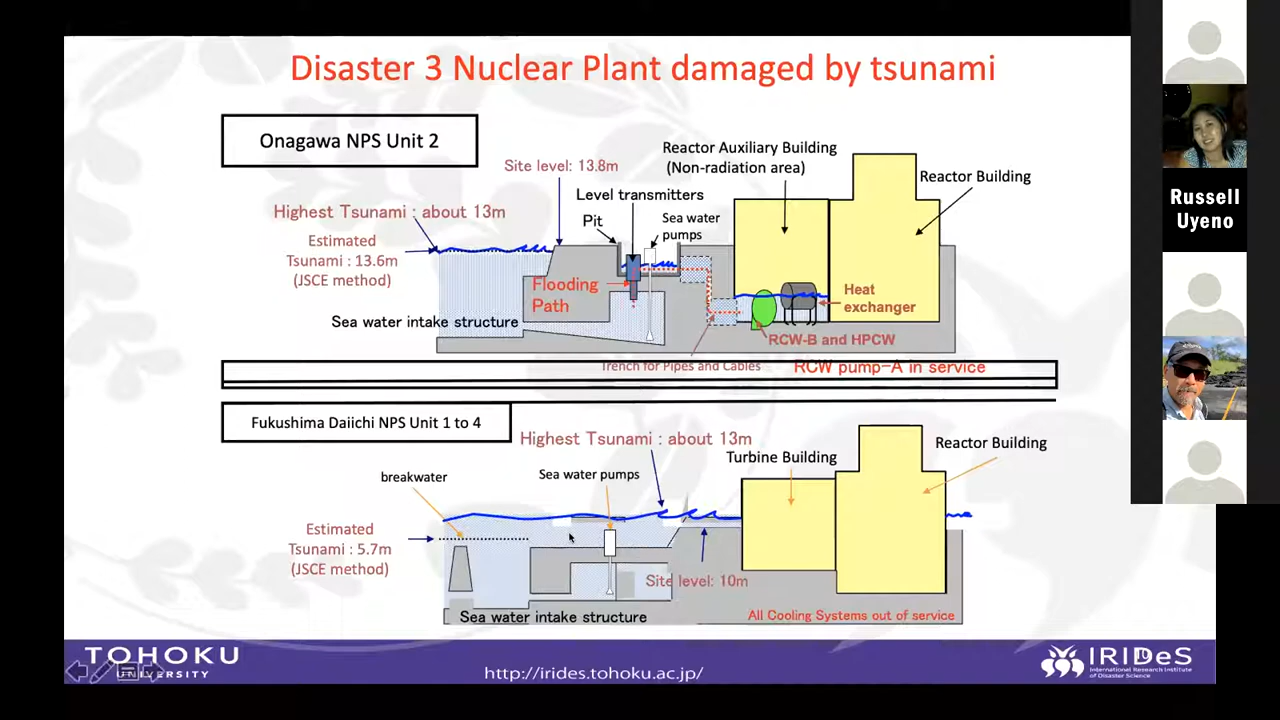 Disaster 3 Nuclear Plant damaged by tsunami
Onagawa NPS Unit 2
Site level: 13.8m
Reactor Auxiliary Building
(Non-radiation area)
Reactor Building
Level transmitters
Highest Tsunami : about 13m
Pit
Sea water
pumps
Estimated
Tsunami : 13.6m
(JSCE method)
Flooding
Path
Heat
exchanger
Sea water intake structure
RCW-B and HPCW
Trench for Pipes and Cables
RCW pump-A in service
Fukushima Daiichi NPS Unit 1 to 4
Highest Tsunami : about 13m
Reactor Building
Turbine Building
breakwater
Sea water pumps
Estimated
Tsunami : 5.7m
(JSCE method)
Site level: 10m
Sea water intake structure
All Cooling Systems out of service
TOHOKU
UNIVERSITY
http://irides.tohoku.ac.jp/
IRIDeS
International Research Institute
of Disaster Science
Russell
Uyeno